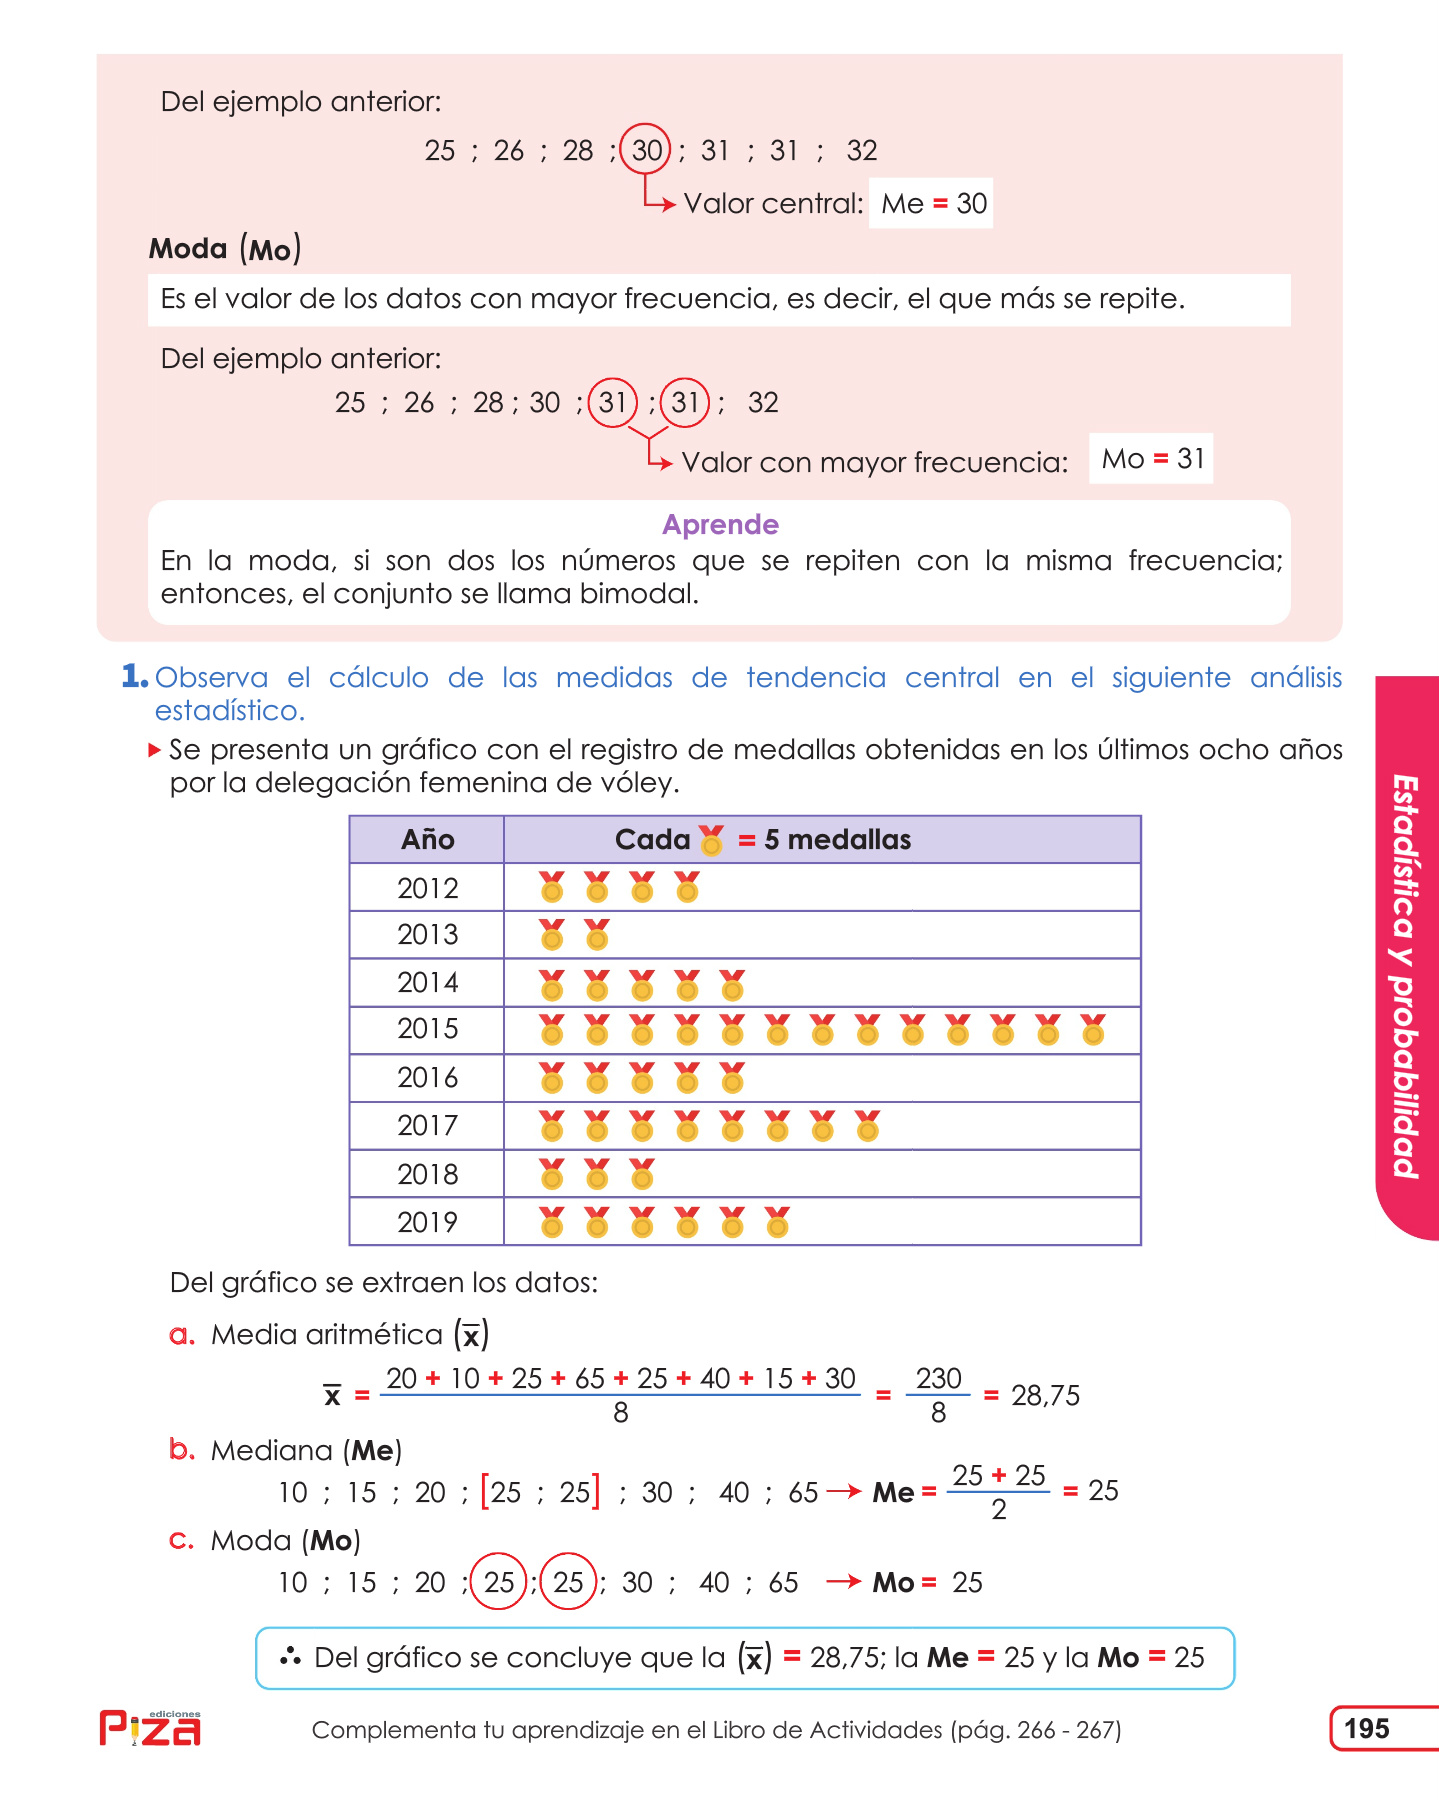 Del ejemplo anterior:
25 ; 26 ; 28 ; 30 ; 31 ; 31 ; 32
Valor central: Me = 30
Moda (Mo)
Es el valor de los datos con mayor frecuencia, es decir, el que más se repite.
Del ejemplo anterior:
25 ; 26 ; 28 ; 30 ; 31 ; 31 ; 32
Valor con mayor frecuencia: Mo = 31
Aprende
En la moda, si son dos los números que se repiten con la misma frecuencia;
entonces, el conjunto se llama bimodal.
1. Observa el cálculo de las medidas de tendencia central en el siguiente análisis
estadístico.
Se presenta un gráfico con el registro de medallas obtenidas en los últimos ocho años
por la delegación femenina de vóley.
Año Cada = 5 medallas
2012
2013
2014
2015
2016
2017
2018
2019
Del gráfico se extraen los datos:
a. Media aritmética (x̅)
x̅ = 20 + 10 + 25 + 65 + 25 + 40 + 15 + 30 / 8 = 230 / 8 = 28,75
b. Mediana (Me)
10 ; 15 ; 20 ; [25 ; 25] ; 30 ; 40 ; 65 → Me = 25 + 25 / 2 = 25
c. Moda (Mo)
10 ; 15 ; 20 ; 25 ; 25 ; 30 ; 40 ; 65 → Mo = 25
∴ Del gráfico se concluye que la (x̅) = 28,75; la Me = 25 y la Mo = 25
Estadística y probabilidad
ediciones
Piza
Complementa tu aprendizaje en el Libro de Actividades (pág. 266 - 267)
195